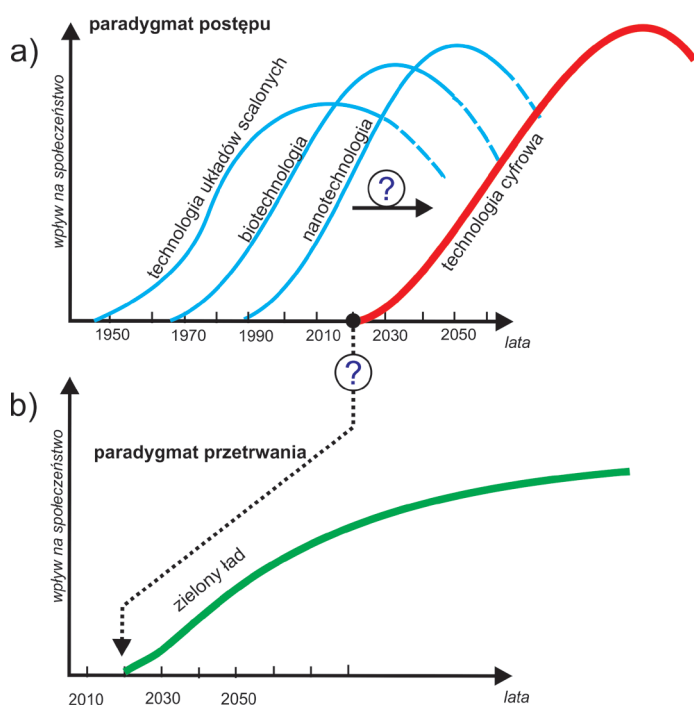 paradygmat postępu
a)
wpływ na społeczeństwo
technologia układów scalonych
biotechnologia
nanotechnologia
?
technologia cyfrowa
1950 1970 1990 2010 2030 2050
lata
?
b)
wpływ na społeczeństwo
paradygmat przetrwania
zielony ład
2010 2030 2050
lata